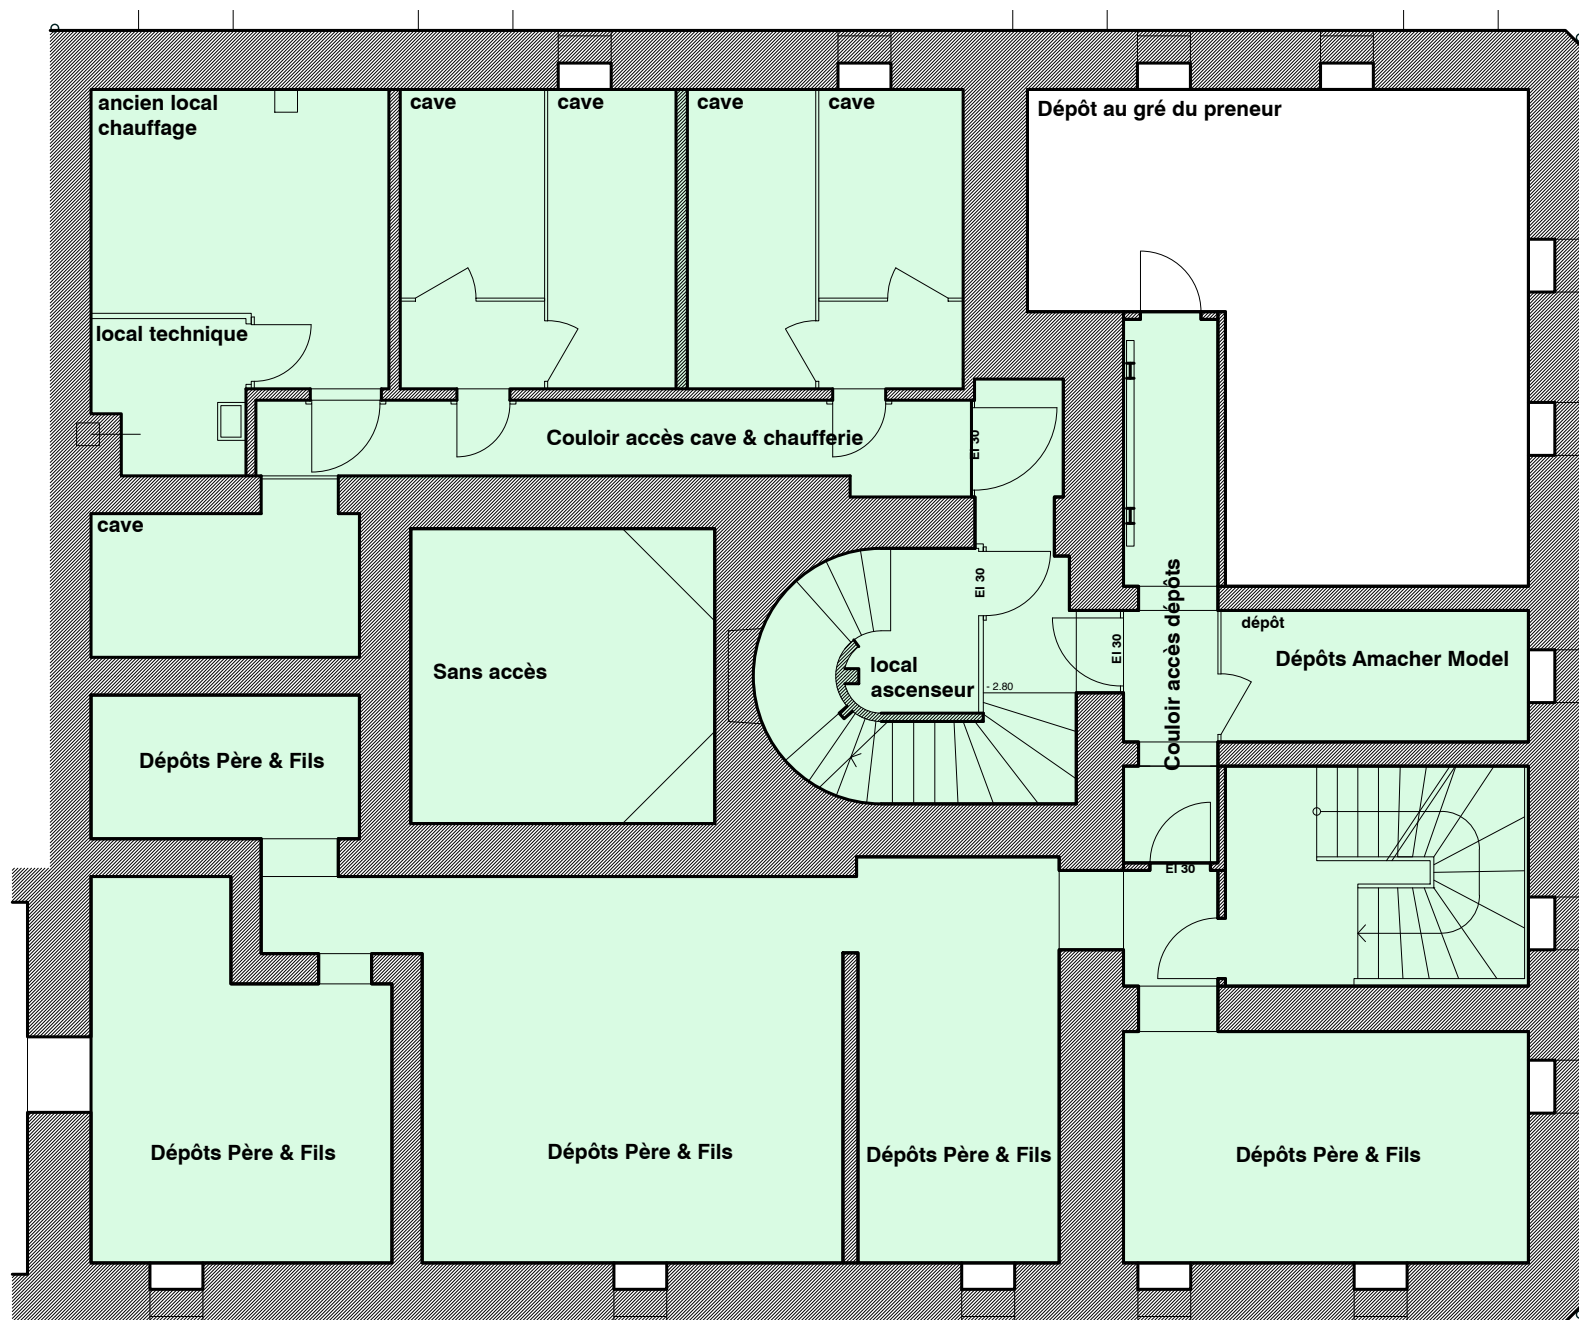 ancien local
chauffage
cave
cave
cave
cave
Dépôt au gré du preneur
local technique
Couloir accès cave & chaufferie
EI 30
cave
EI 30
Couloir accès dépôts
dépôt
EI 30
Dépôts Amacher Model
Sans accès
local
ascenseur
- 2.80
Dépôts Père & Fils
EI 30
Dépôts Père & Fils
Dépôts Père & Fils
Dépôts Père & Fils
Dépôts Père & Fils